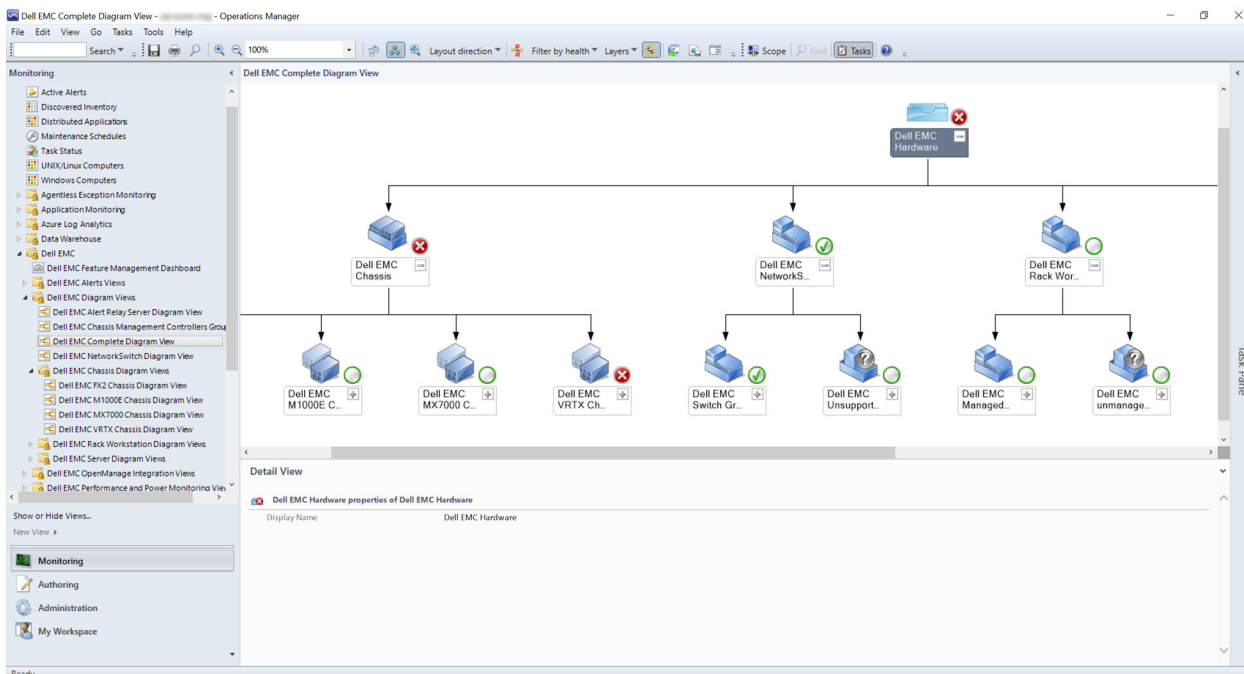 Dell EMC Complete Diagram View - - Operations Manager
File Edit View Go Tasks Tools Help
Search 100% Layout direction Filter by health Layers Scope Find Tasks
Monitoring
Active Alerts
Discovered Inventory
Distributed Applications
Maintenance Schedules
Task Status
UNIX/Linux Computers
Windows Computers
Agentless Exception Monitoring
Application Monitoring
Azure Log Analytics
Data Warehouse
Dell EMC
Dell EMC Feature Management Dashboard
Dell EMC Alerts Views
Dell EMC Diagram Views
Dell EMC Alert Relay Server Diagram View
Dell EMC Chassis Management Controllers Grou
Dell EMC Complete Diagram View
Dell EMC NetworkSwitch Diagram View
Dell EMC Chassis Diagram Views
Dell EMC FX2 Chassis Diagram View
Dell EMC M1000E Chassis Diagram View
Dell EMC MX7000 Chassis Diagram View
Dell EMC VRTX Chassis Diagram View
Dell EMC Rack Workstation Diagram Views
Dell EMC Server Diagram Views
Dell EMC OpenManage Integration Views
Dell EMC Performance and Power Monitoring View
Show or Hide Views...
New View
Monitoring
Authoring
Administration
My Workspace
Ready
Dell EMC Complete Diagram View
Dell EMC
Hardware
Dell EMC
Chassis
Dell EMC
NetworkS...
Dell EMC
Rack Wor...
Dell EMC
M1000E C...
Dell EMC
MX7000 C...
Dell EMC
VRTX Ch...
Dell EMC
Switch Gr...
Dell EMC
Unsupport...
Dell EMC
Managed...
Dell EMC
unmanage...
Detail View
Dell EMC Hardware properties of Dell EMC Hardware
Display Name Dell EMC Hardware
Task Pane